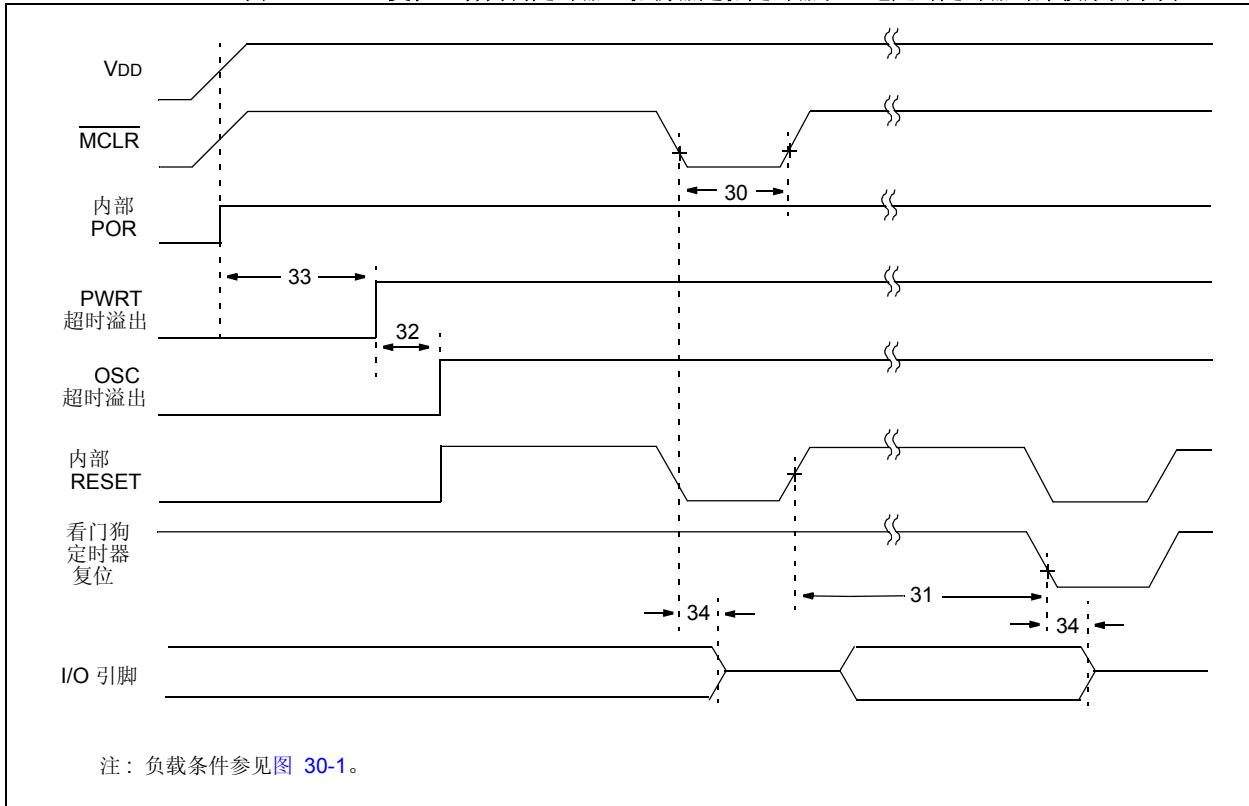 VDD
MCLR
30
内部
POR
33
PWRT
超时溢出
32
OSC
超时溢出
内部
RESET
看门狗
定时器
复位
31
34
34
I/O 引脚
注：负载条件参见图 30-1。